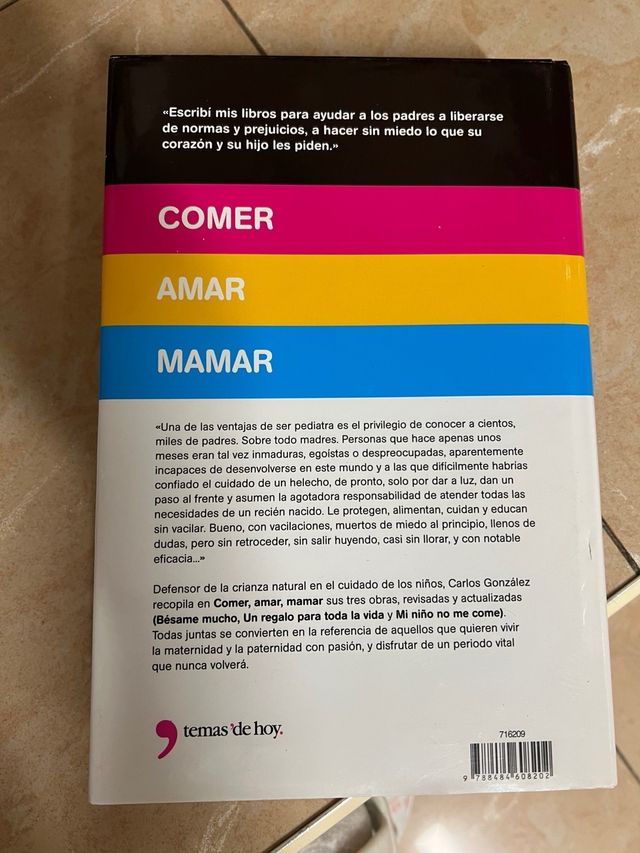 «Escribí mis libros para ayudar a los padres a liberarse
de normas y prejuicios, a hacer sin miedo lo que su
corazón y su hijo les piden.»
COMER
AMAR
MAMAR
«Una de las ventajas de ser pediatra es el privilegio de conocer a cientos,
miles de padres. Sobre todo madres. Personas que hace apenas unos
meses eran tal vez inmaduras, egoístas o despreocupadas, aparentemente
incapaces de desenvolverse en este mundo y a las que difícilmente habrías
confiado el cuidado de un helecho, de pronto, solo por dar a luz, dan un
paso al frente y asumen la agotadora responsabilidad de atender todas las
necesidades de un recién nacido. Le protegen, alimentan, cuidan y educan
sin vacilar. Bueno, con vacilaciones, muertos de miedo al principio, llenos de
dudas, pero sin retroceder, sin salir huyendo, casi sin llorar, y con notable
eficacia...»
Defensor de la crianza natural en el cuidado de los niños, Carlos González
recopila en Comer, amar, mamar sus tres obras, revisadas y actualizadas
(Bésame mucho, Un regalo para toda la vida y Mi niño no me come).
Todas juntas se convierten en la referencia de aquellos que quieren vivir
la maternidad y la paternidad con pasión, y disfrutar de un periodo vital
que nunca volverá.
temas 'de hoy.
716209
9 788484 608202